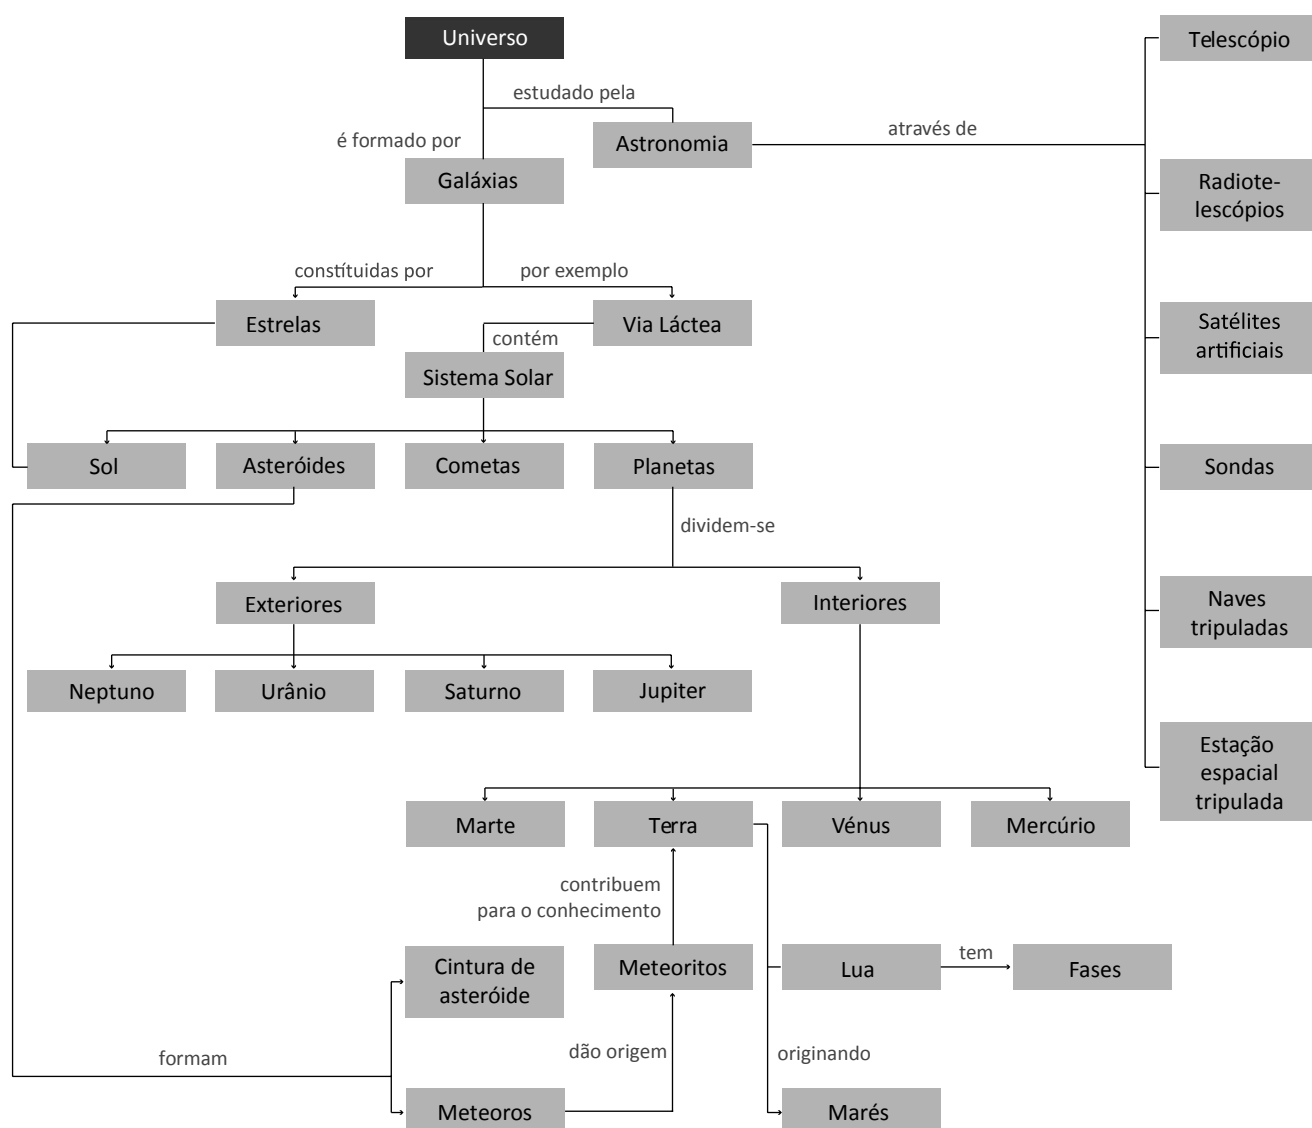 Universo
Telescópio
estudado pela
Astronomia
através de
é formado por
Galáxias
Radiote-
lescópios
constítuidas por
por exemplo
Estrelas
Via Láctea
Satélites
artificiais
contém
Sistema Solar
Sol
Asteróides
Cometas
Planetas
Sondas
dividem-se
Exteriores
Interiores
Naves
tripuladas
Neptuno
Urânio
Saturno
Jupiter
Estação
espacial
tripulada
Marte
Terra
Vénus
Mercúrio
contribuem
para o conhecimento
Cintura de
asteróide
Meteoritos
Lua
tem
Fases
formam
dão origem
originando
Meteoros
Marés